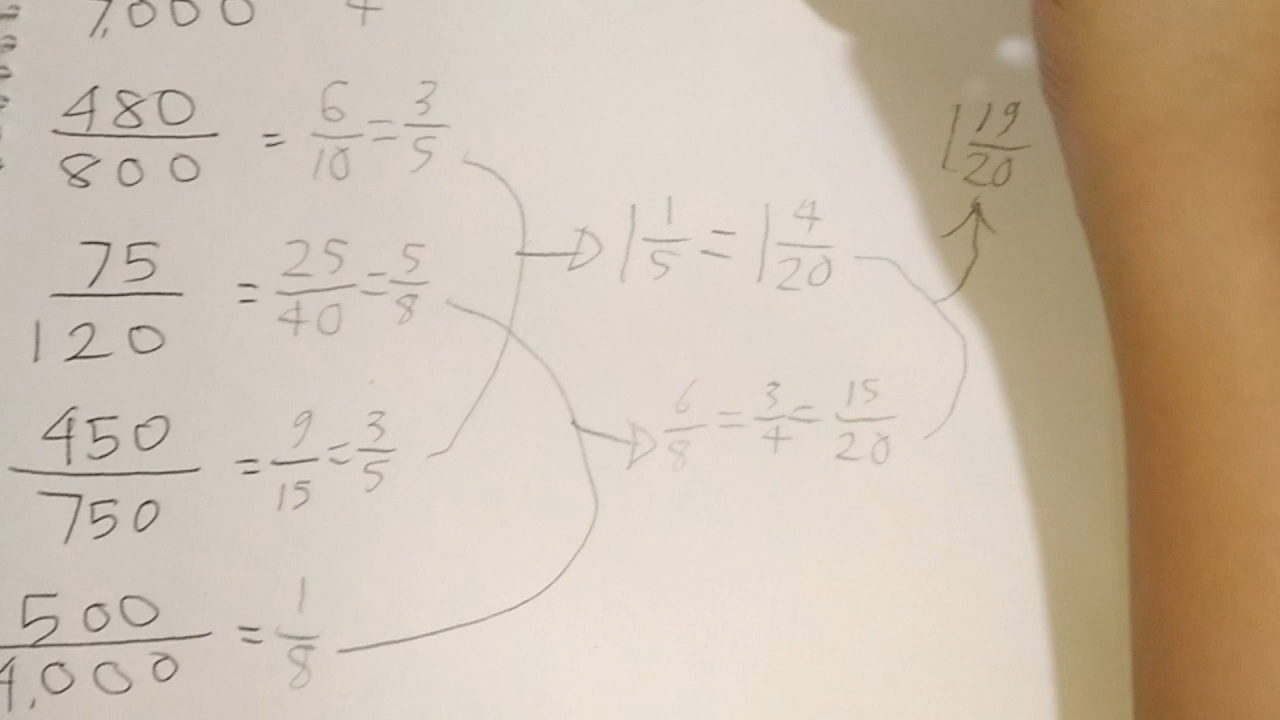 7,000 +
480/800 = 6/10 = 3/5
1 19/20
75/120 = 25/40 = 5/8
1 1/5 = 1 4/20
450/750 = 9/15 = 3/5
6/8 = 3/4 = 15/20
500/4,000 = 1/8